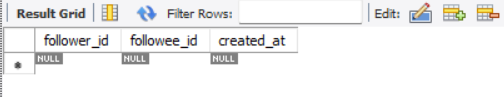 Result Grid Filter Rows: Edit:
follower_id followee_id created_at
NULL NULL NULL